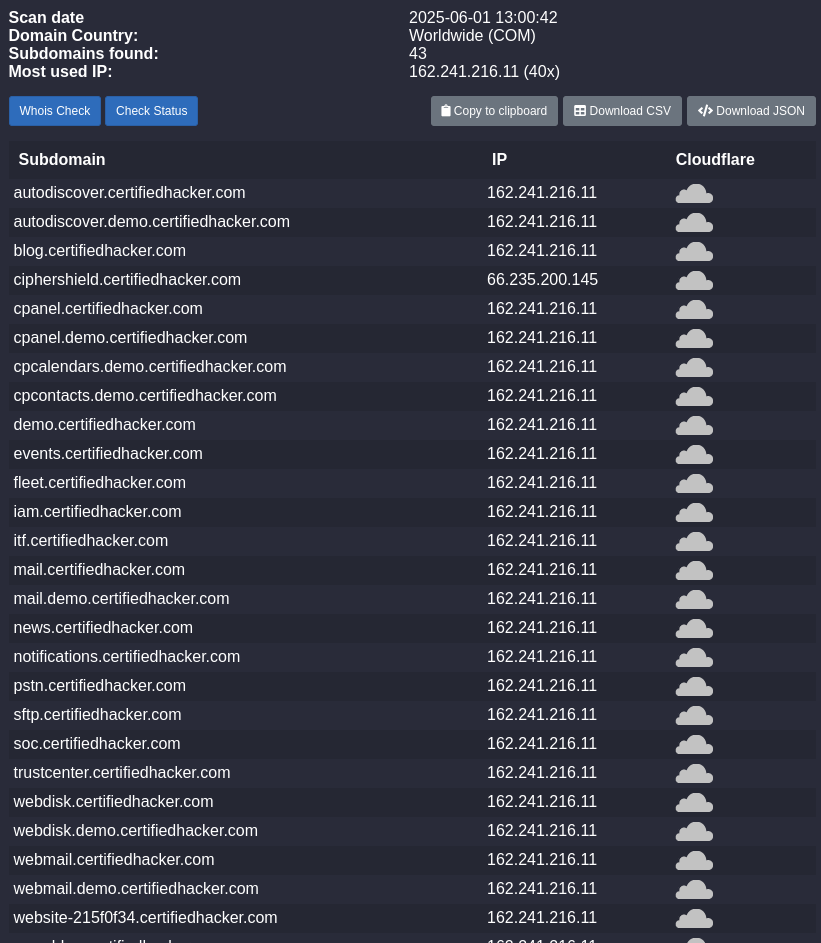 Scan date 2025-06-01 13:00:42
Domain Country: Worldwide (COM)
Subdomains found: 43
Most used IP: 162.241.216.11 (40x)
Whois Check Check Status Copy to clipboard Download CSV Download JSON
Subdomain IP Cloudflare
autodiscover.certifiedhacker.com 162.241.216.11
autodiscover.demo.certifiedhacker.com 162.241.216.11
blog.certifiedhacker.com 162.241.216.11
ciphershield.certifiedhacker.com 66.235.200.145
cpanel.certifiedhacker.com 162.241.216.11
cpanel.demo.certifiedhacker.com 162.241.216.11
cpcalendars.demo.certifiedhacker.com 162.241.216.11
cpcontacts.demo.certifiedhacker.com 162.241.216.11
demo.certifiedhacker.com 162.241.216.11
events.certifiedhacker.com 162.241.216.11
fleet.certifiedhacker.com 162.241.216.11
iam.certifiedhacker.com 162.241.216.11
itf.certifiedhacker.com 162.241.216.11
mail.certifiedhacker.com 162.241.216.11
mail.demo.certifiedhacker.com 162.241.216.11
news.certifiedhacker.com 162.241.216.11
notifications.certifiedhacker.com 162.241.216.11
pstn.certifiedhacker.com 162.241.216.11
sftp.certifiedhacker.com 162.241.216.11
soc.certifiedhacker.com 162.241.216.11
trustcenter.certifiedhacker.com 162.241.216.11
webdisk.certifiedhacker.com 162.241.216.11
webdisk.demo.certifiedhacker.com 162.241.216.11
webmail.certifiedhacker.com 162.241.216.11
webmail.demo.certifiedhacker.com 162.241.216.11
website-215f0f34.certifiedhacker.com 162.241.216.11